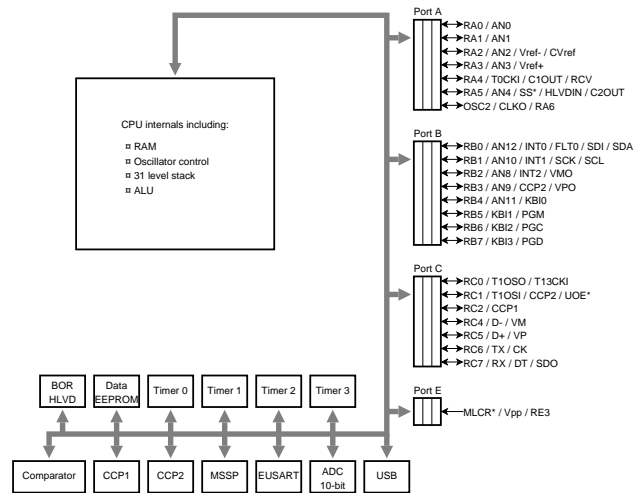 Port A
RA0 / AN0
RA1 / AN1
RA2 / AN2 / Vref- / CVref
RA3 / AN3 / Vref+
RA4 / T0CKI / C1OUT / RCV
RA5 / AN4 / SS* / HLVDIN / C2OUT
OSC2 / CLKO / RA6
CPU internals including:
¤ RAM
¤ Oscillator control
¤ 31 level stack
¤ ALU
Port B
RB0 / AN12 / INT0 / FLT0 / SDI / SDA
RB1 / AN10 / INT1 / SCK / SCL
RB2 / AN8 / INT2 / VMO
RB3 / AN9 / CCP2 / VPO
RB4 / AN11 / KBI0
RB5 / KBI1 / PGM
RB6 / KBI2 / PGC
RB7 / KBI3 / PGD
Port C
RC0 / T1OSO / T13CKI
RC1 / T1OSI / CCP2 / UOE*
RC2 / CCP1
RC4 / D- / VM
RC5 / D+ / VP
RC6 / TX / CK
RC7 / RX / DT / SDO
Port E
MLCR* / Vpp / RE3
BOR
HLVD
Data
EEPROM
Timer 0
Timer 1
Timer 2
Timer 3
Comparator
CCP1
CCP2
MSSP
EUSART
ADC
10-bit
USB